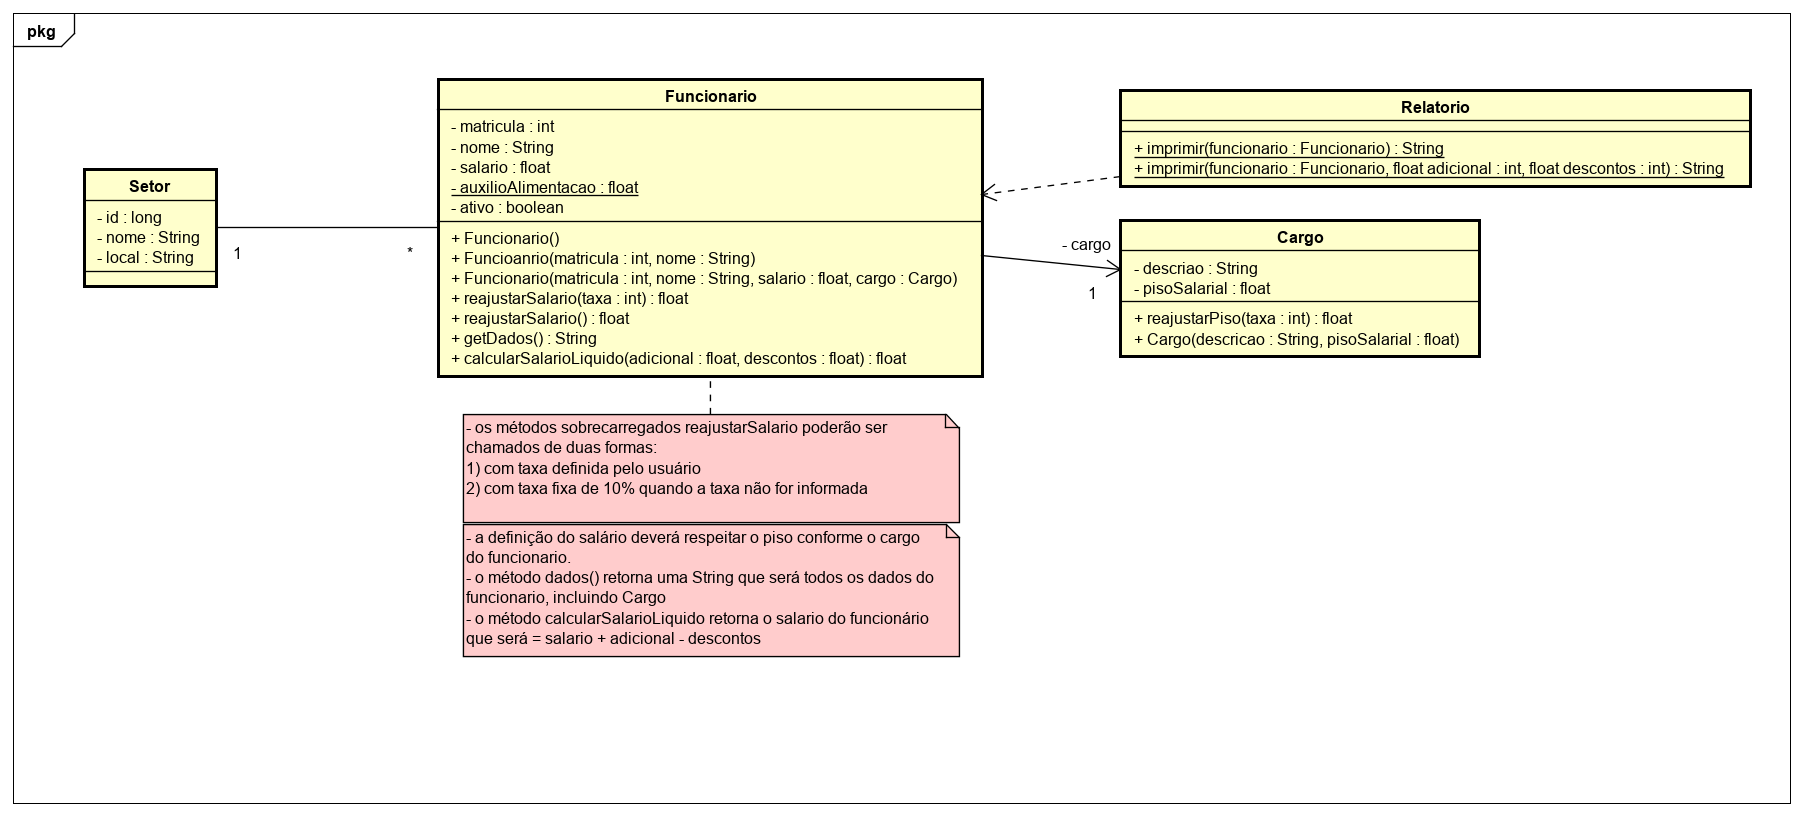 pkg
Setor
- id : long
- nome : String
- local : String
1
*
Funcionario
- matricula : int
- nome : String
- salario : float
- auxilioAlimentacao : float
- ativo : boolean
+ Funcionario()
+ Funcioanrio(matricula : int, nome : String)
+ Funcionario(matricula : int, nome : String, salario : float, cargo : Cargo)
+ reajustarSalario(taxa : int) : float
+ reajustarSalario() : float
+ getDados() : String
+ calcularSalarioLiquido(adicional : float, descontos : float) : float
Relatorio
+ imprimir(funcionario : Funcionario) : String
+ imprimir(funcionario : Funcionario, float adicional : int, float descontos : int) : String
- cargo
1
Cargo
- descriao : String
- pisoSalarial : float
+ reajustarPiso(taxa : int) : float
+ Cargo(descricao : String, pisoSalarial : float)
- os métodos sobrecarregados reajustarSalario poderão ser
chamados de duas formas:
1) com taxa definida pelo usuário
2) com taxa fixa de 10% quando a taxa não for informada
- a definição do salário deverá respeitar o piso conforme o cargo
do funcionario.
- o método dados() retorna uma String que será todos os dados do
funcionario, incluindo Cargo
- o método calcularSalarioLiquido retorna o salario do funcionário
que será = salario + adicional - descontos